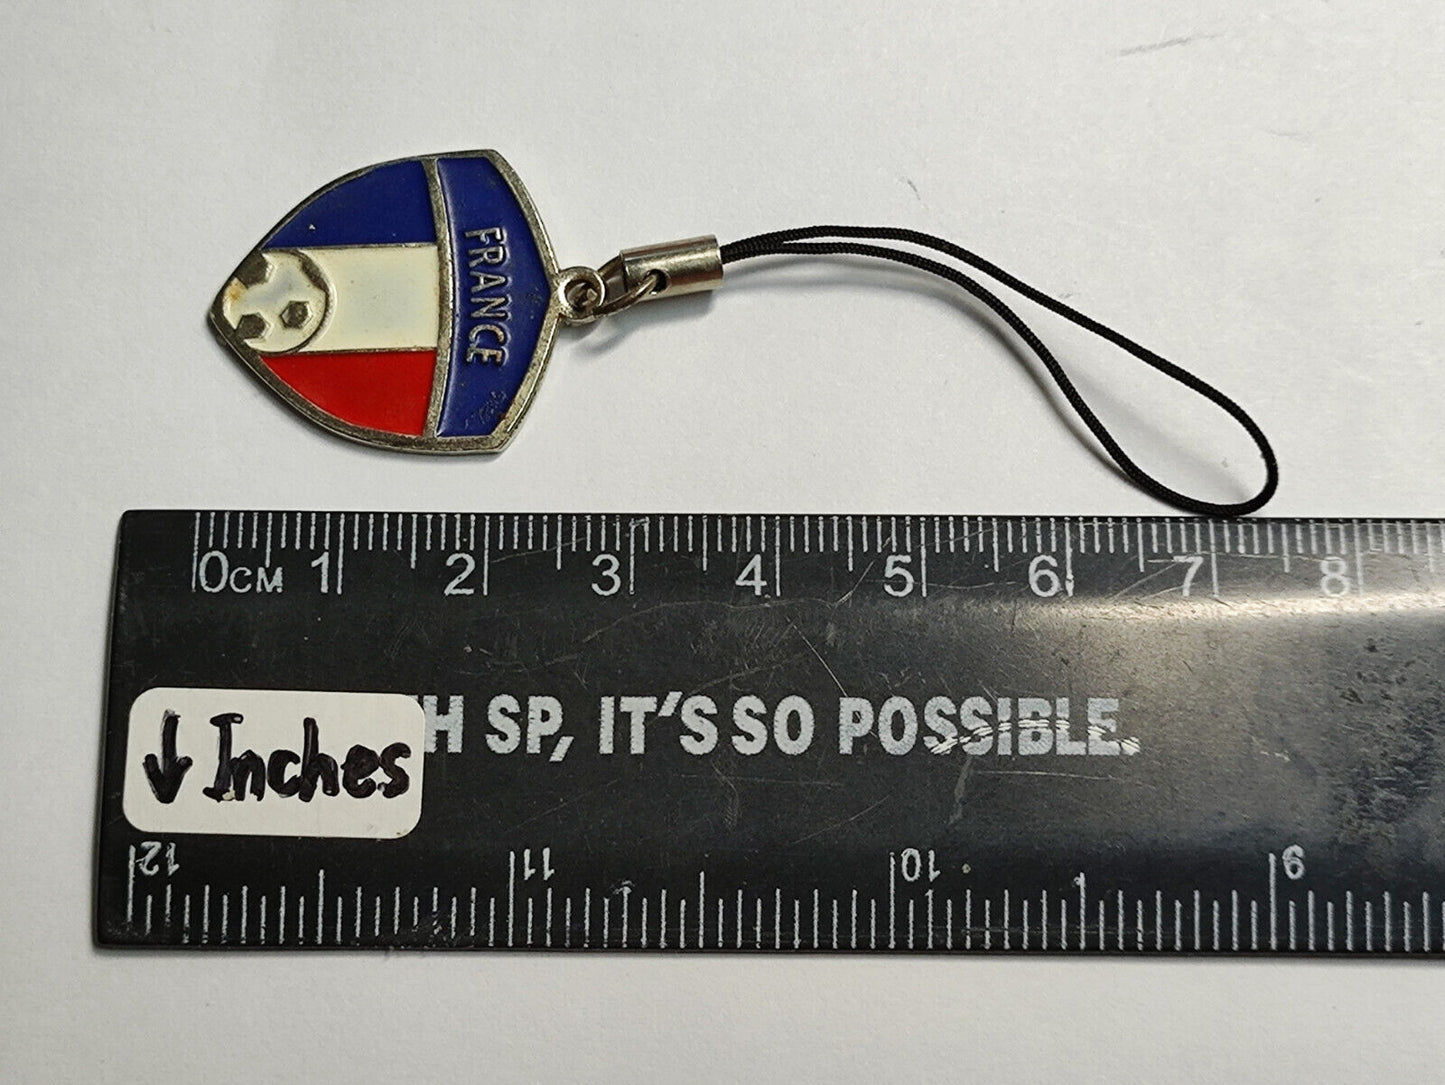 FRANCE
0CM 1 2 3 4 5 6 7 8
H SP, IT'S SO POSSIBLE.
↓ Inches
12 11 10 9